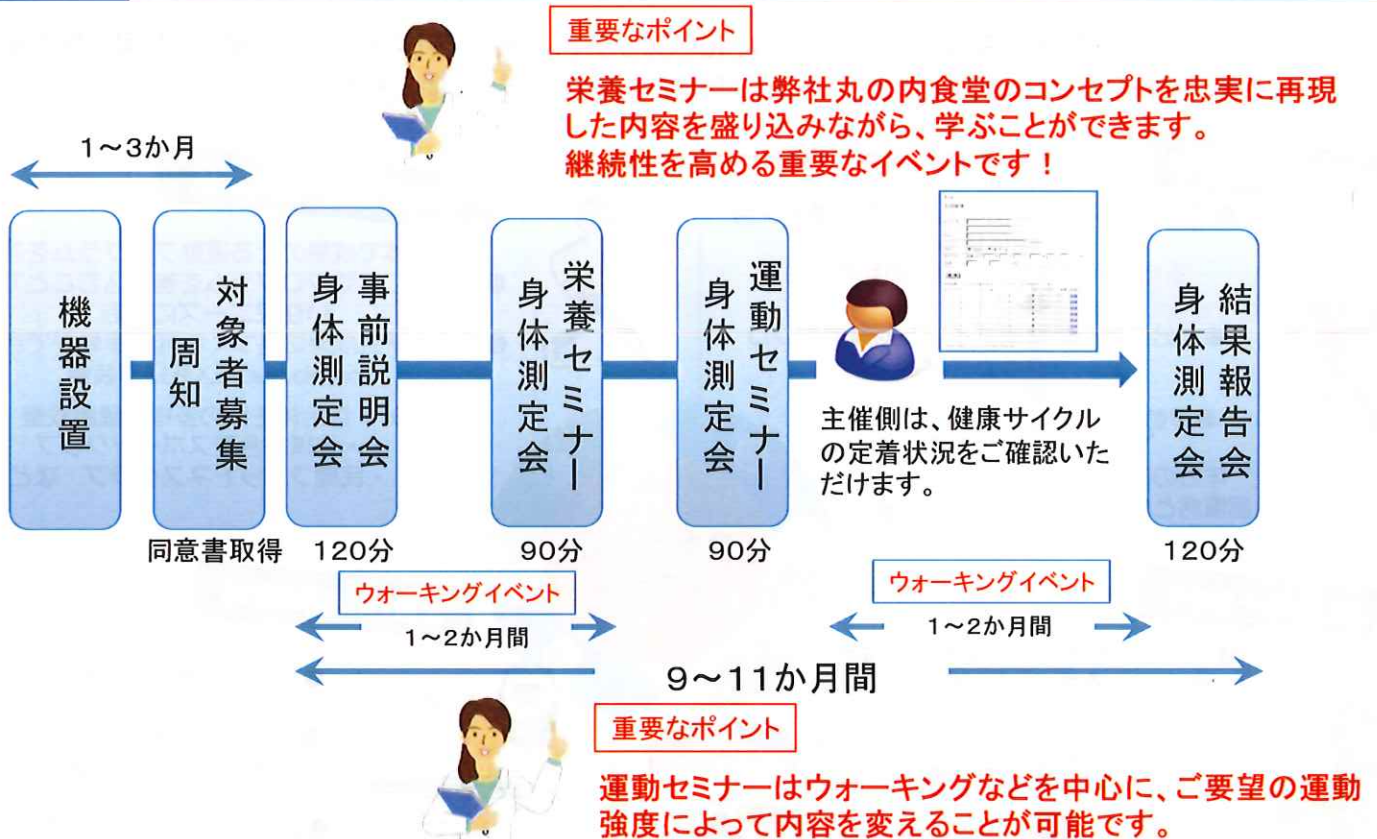 重要なポイント
栄養セミナーは弊社丸の内食堂のコンセプトを忠実に再現
した内容を盛り込みながら、学ぶことができます。
継続性を高める重要なイベントです！
1～3か月
機器設置
対象者募集
周知
事前説明会
身体測定会
栄養セミナー
身体測定会
運動セミナー
身体測定会
主催側は、健康サイクル
の定着状況をご確認いた
だけます。
結果報告会
身体測定会
同意書取得
120分
90分
90分
120分
ウォーキングイベント
1～2か月間
ウォーキングイベント
1～2か月間
9～11か月間
重要なポイント
運動セミナーはウォーキングなどを中心に、ご要望の運動
強度によって内容を変えることが可能です。